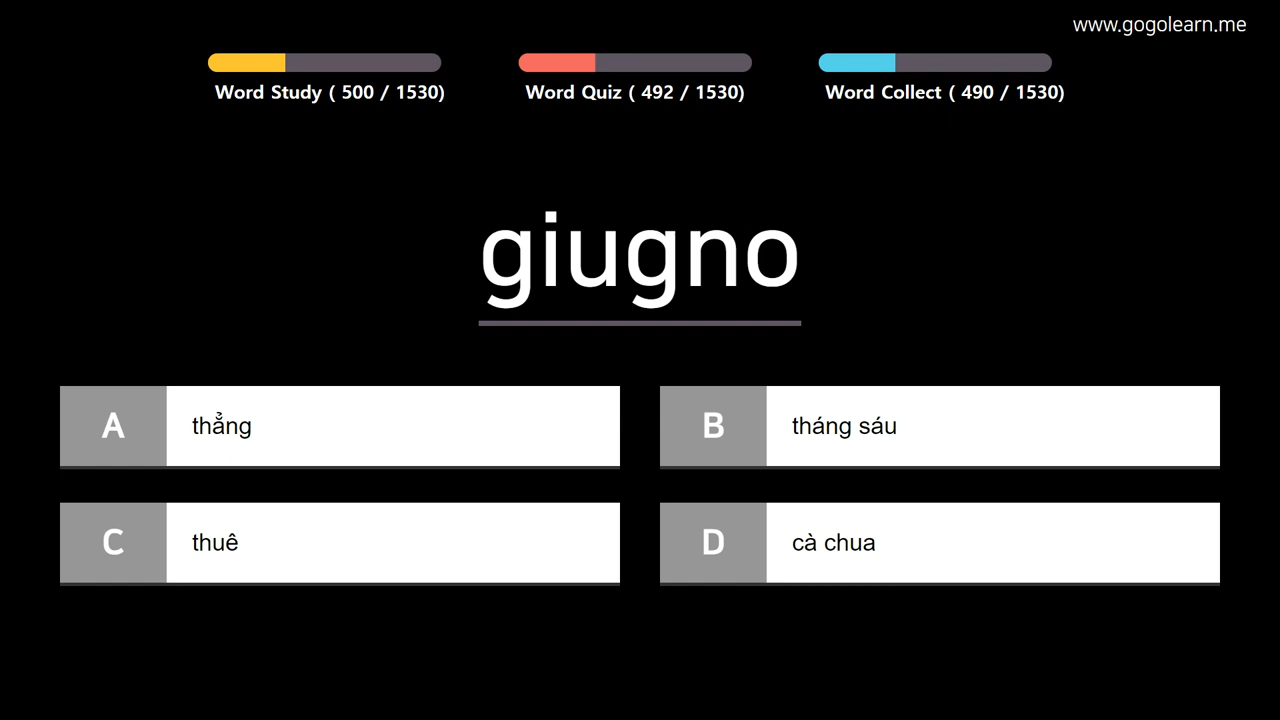 www.gogolearn.me
Word Study ( 500 / 1530)
Word Quiz ( 492 / 1530)
Word Collect ( 490 / 1530)
giugno
A
thẳng
B
tháng sáu
C
thuê
D
cà chua